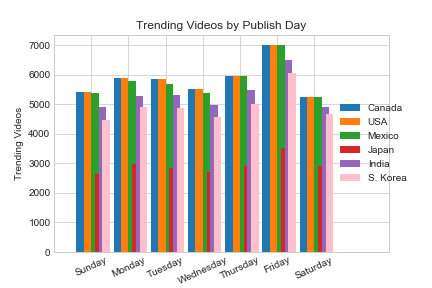 Trending Videos by Publish Day
Trending Videos
7000
6000
5000
4000
3000
2000
1000
0
Sunday
Monday
Tuesday
Wednesday
Thursday
Friday
Saturday
Canada
USA
Mexico
Japan
India
S. Korea